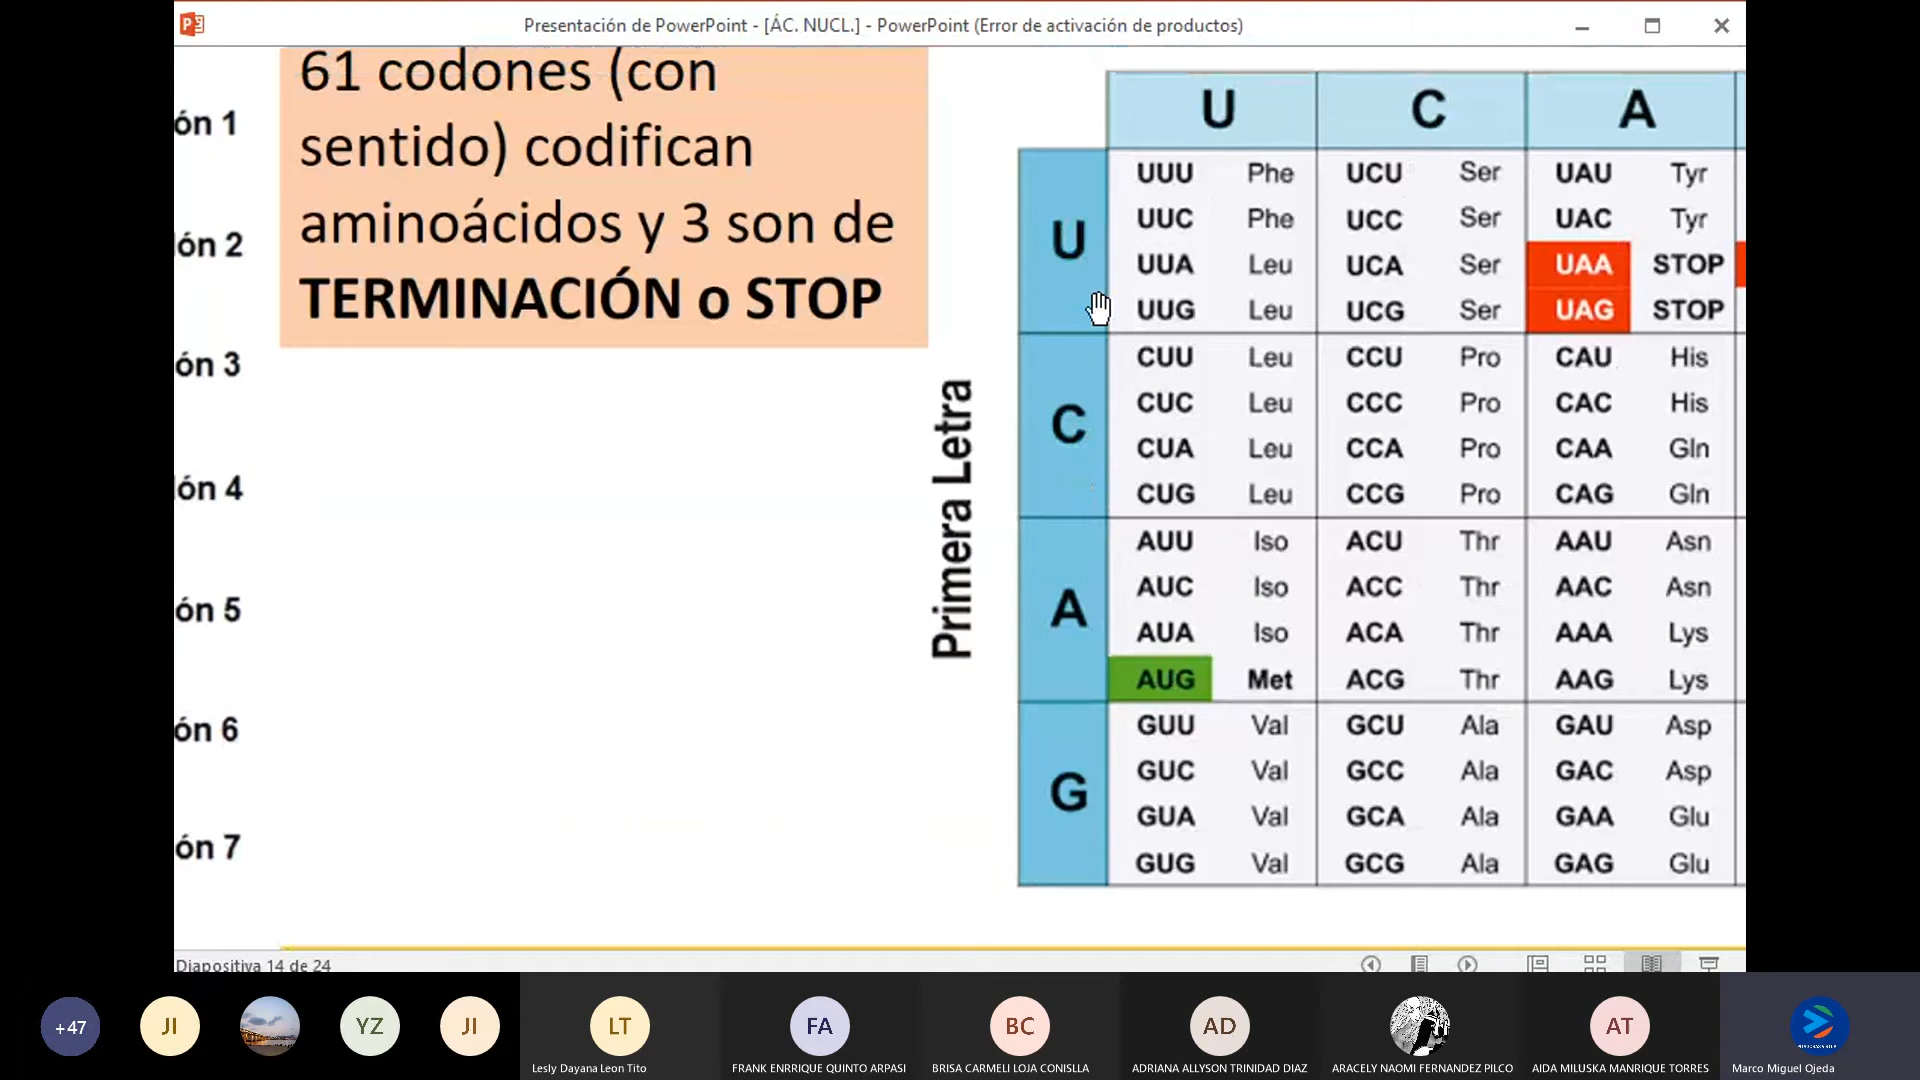 Presentación de PowerPoint - [ÁC. NUCL.] - PowerPoint (Error de activación de productos)
61 codones (con
sentido) codifican
aminoácidos y 3 son de
TERMINACIÓN o STOP
ón 1
ón 2
ón 3
ón 4
ón 5
ón 6
ón 7
Primera Letra
U C A
U
UUU Phe UCU Ser UAU Tyr
UUC Phe UCC Ser UAC Tyr
UUA Leu UCA Ser UAA STOP
UUG Leu UCG Ser UAG STOP
C
CUU Leu CCU Pro CAU His
CUC Leu CCC Pro CAC His
CUA Leu CCA Pro CAA Gln
CUG Leu CCG Pro CAG Gln
A
AUU Iso ACU Thr AAU Asn
AUC Iso ACC Thr AAC Asn
AUA Iso ACA Thr AAA Lys
AUG Met ACG Thr AAG Lys
G
GUU Val GCU Ala GAU Asp
GUC Val GCC Ala GAC Asp
GUA Val GCA Ala GAA Glu
GUG Val GCG Ala GAG Glu
Diapositiva 14 de 24
+47 JI YZ JI LT FA BC AD AT
Lesly Dayana Leon Tito FRANK ENRRIQUE QUINTO ARPASI BRISA CARMELI LOJA CONISLLA ADRIANA ALLYSON TRINIDAD DIAZ ARACELY NAOMI FERNANDEZ PILCO AIDA MILUSKA MANRIQUE TORRES Marco Miguel Ojeda